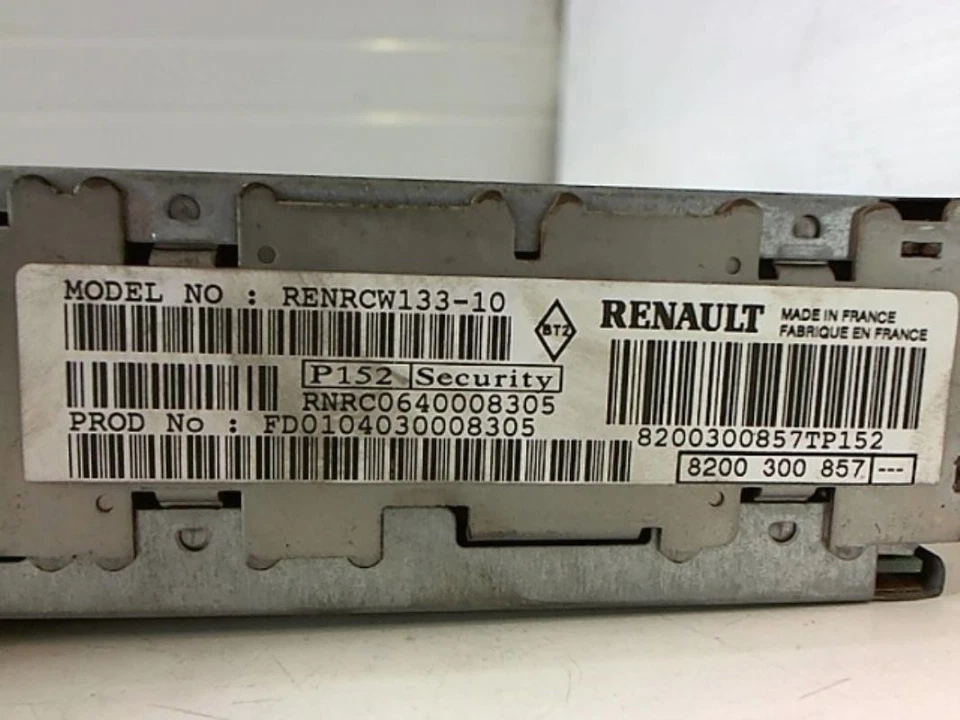 MODEL NO : RENRCW133-10
BT2
RENAULT
MADE IN FRANCE
FABRIQUE EN FRANCE
P152 Security
RNRC0640008305
PROD No : FD0104030008305
8200300857TP152
8200 300 857 ---